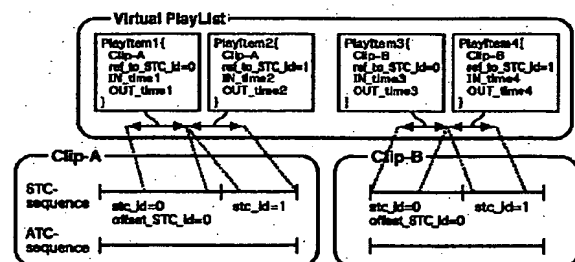 Virtual PlayList
PlayItem1{
Clip-A
ref_to_STC_id=0
IN_time1
OUT_time1
}
PlayItem2{
Clip-A
ref_to_STC_id=1
IN_time2
OUT_time2
}
PlayItem3{
Clip-B
ref_to_STC_id=0
IN_time3
OUT_time3
}
PlayItem4{
Clip-B
ref_to_STC_id=1
IN_time4
OUT_time4
}
Clip-A
STC-
sequence
stc_id=0
offset_STC_id=0
stc_id=1
ATC-
sequence
Clip-B
stc_id=0
offset_STC_id=0
stc_id=1